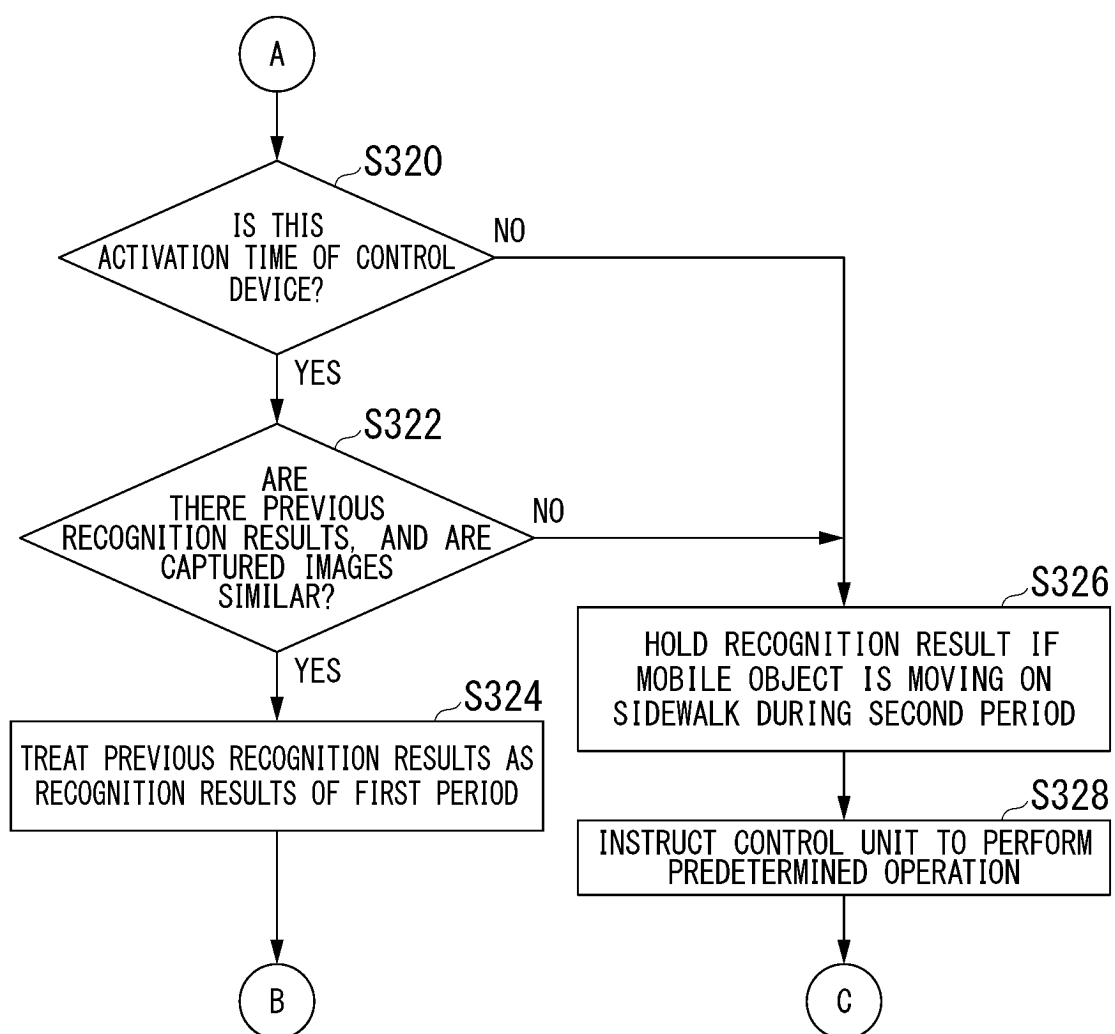 A
S320
IS THIS
ACTIVATION TIME OF CONTROL
DEVICE?
NO
YES
S322
ARE
THERE PREVIOUS
RECOGNITION RESULTS, AND ARE
CAPTURED IMAGES
SIMILAR?
NO
YES
S324
TREAT PREVIOUS RECOGNITION RESULTS AS
RECOGNITION RESULTS OF FIRST PERIOD
S326
HOLD RECOGNITION RESULT IF
MOBILE OBJECT IS MOVING ON
SIDEWALK DURING SECOND PERIOD
S328
INSTRUCT CONTROL UNIT TO PERFORM
PREDETERMINED OPERATION
B
C